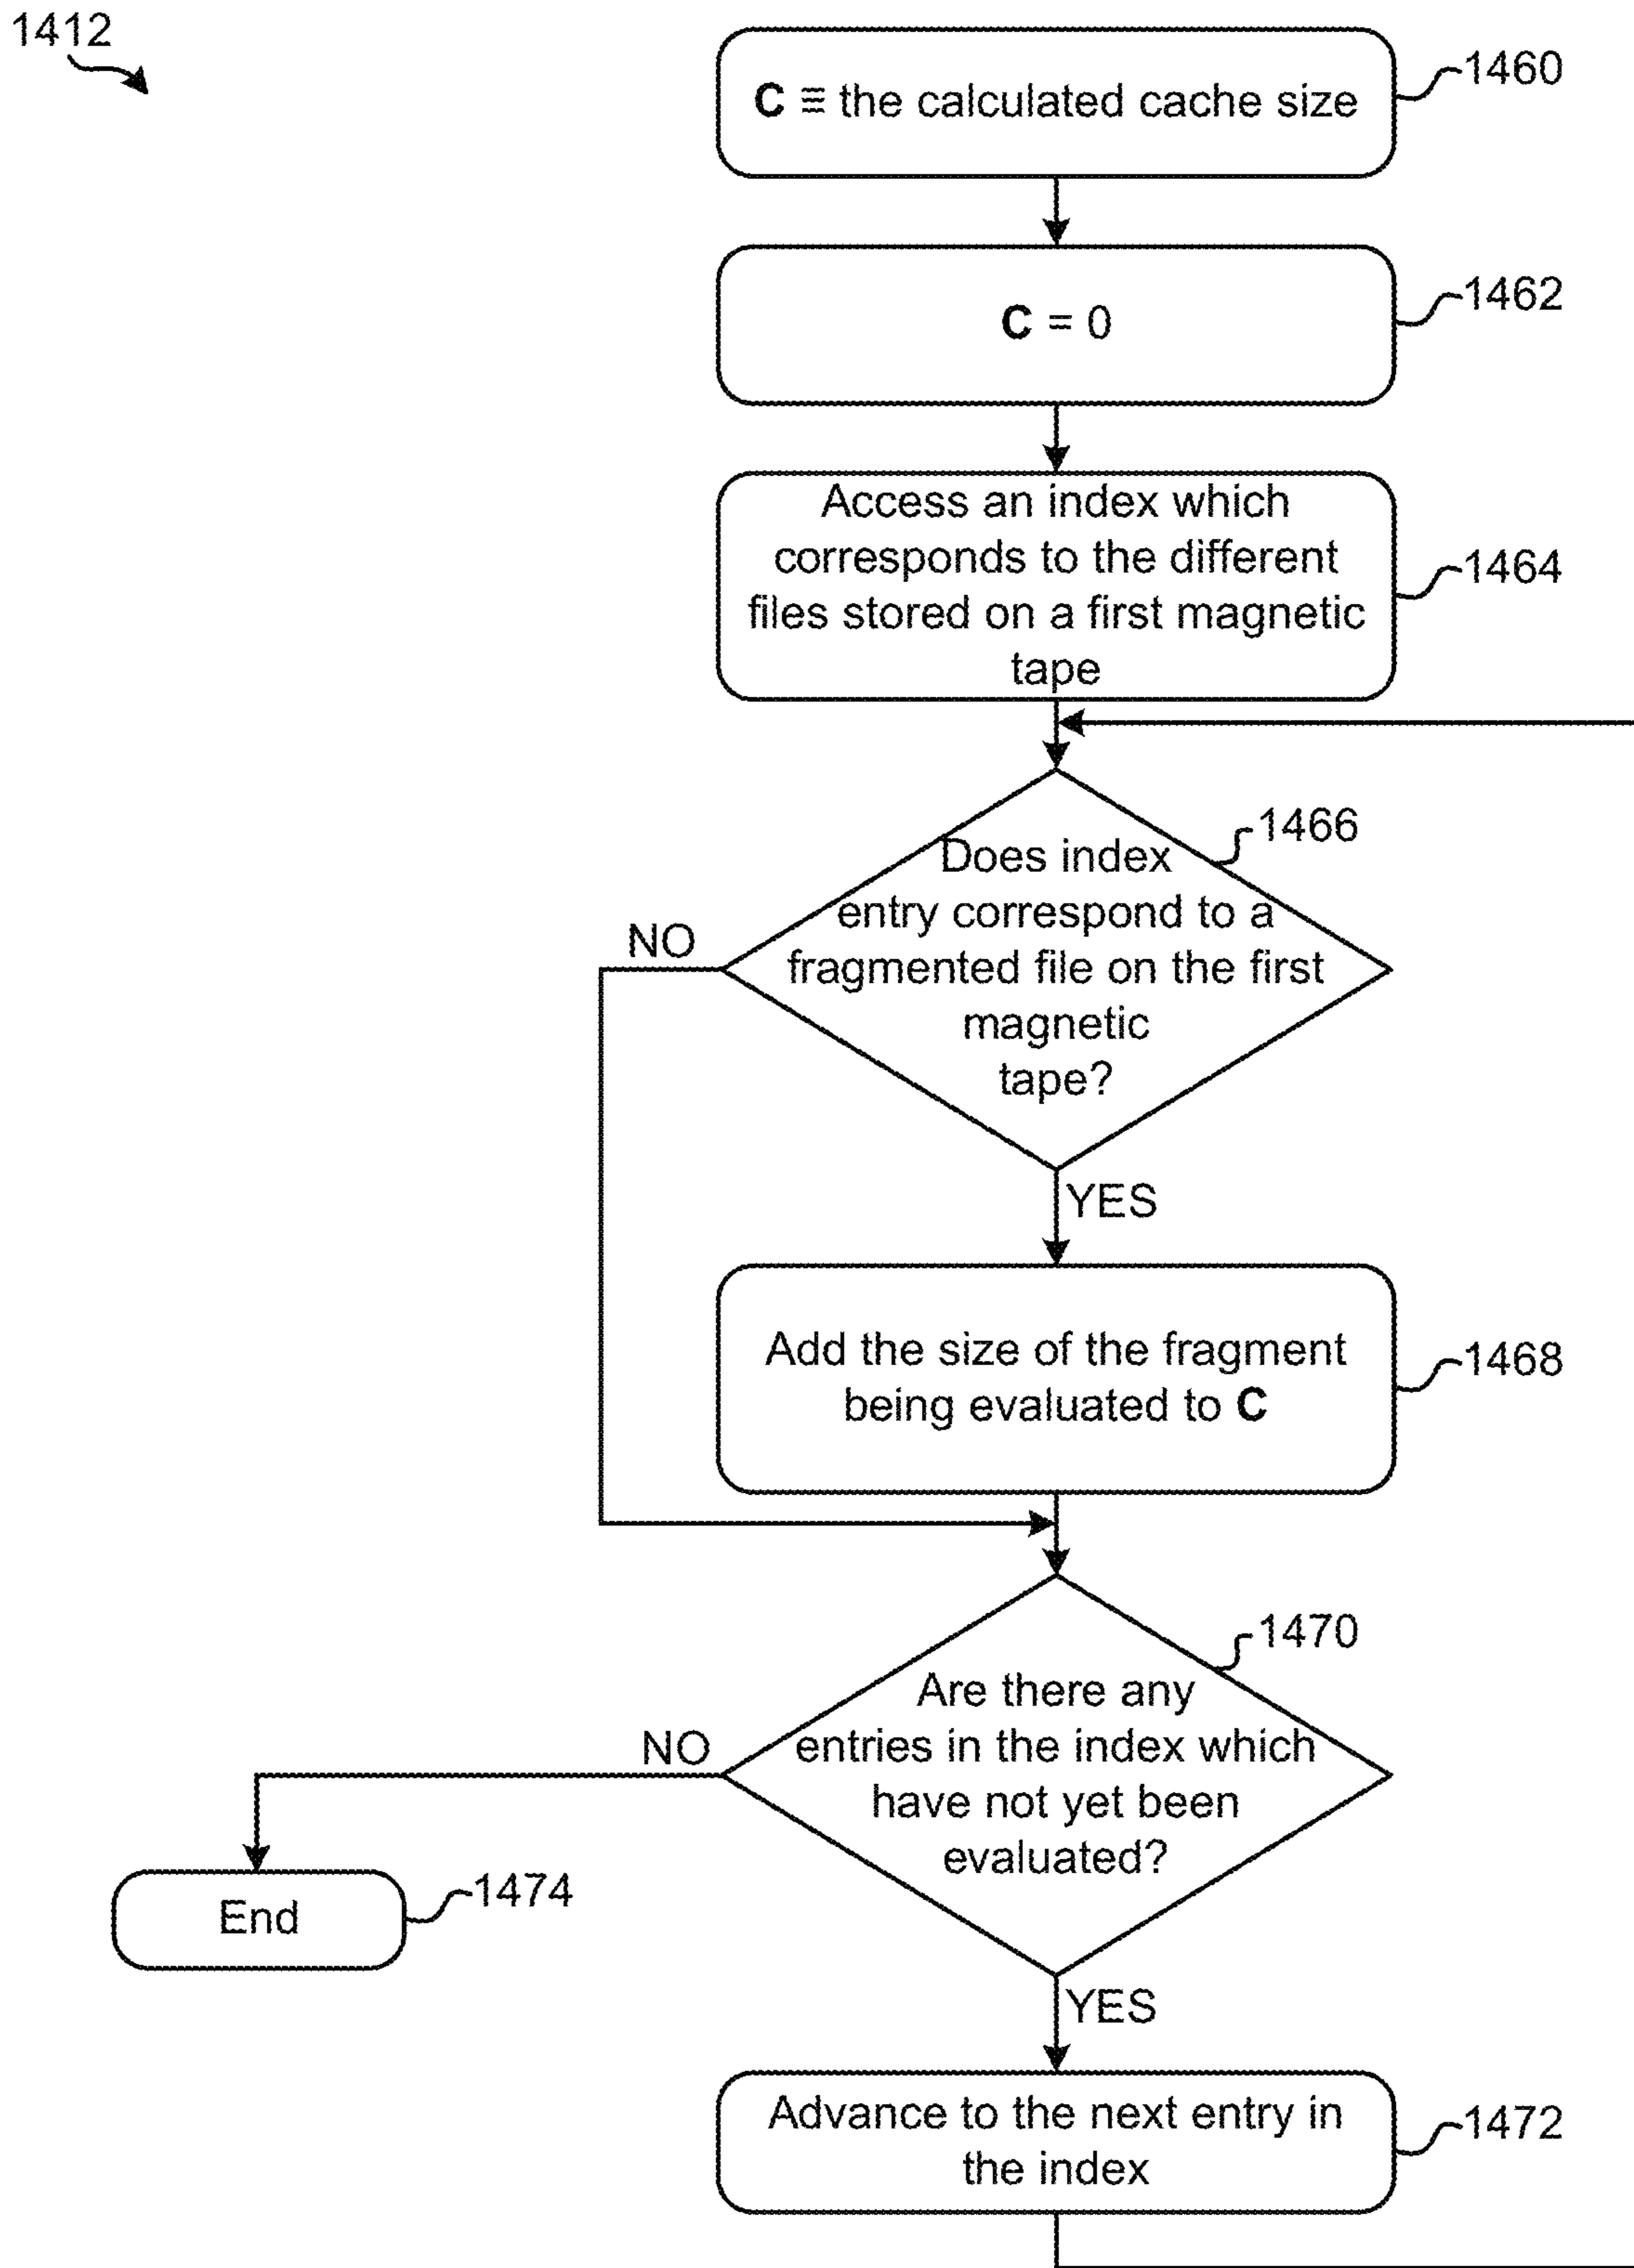 1412
C ≡ the calculated cache size
1460
C = 0
1462
Access an index which
corresponds to the different
files stored on a first magnetic
tape
1464
1466
Does index
entry correspond to a
fragmented file on the first
magnetic
tape?
NO
YES
Add the size of the fragment
being evaluated to C
1468
1470
Are there any
entries in the index which
have not yet been
evaluated?
NO
End
1474
YES
Advance to the next entry in
the index
1472